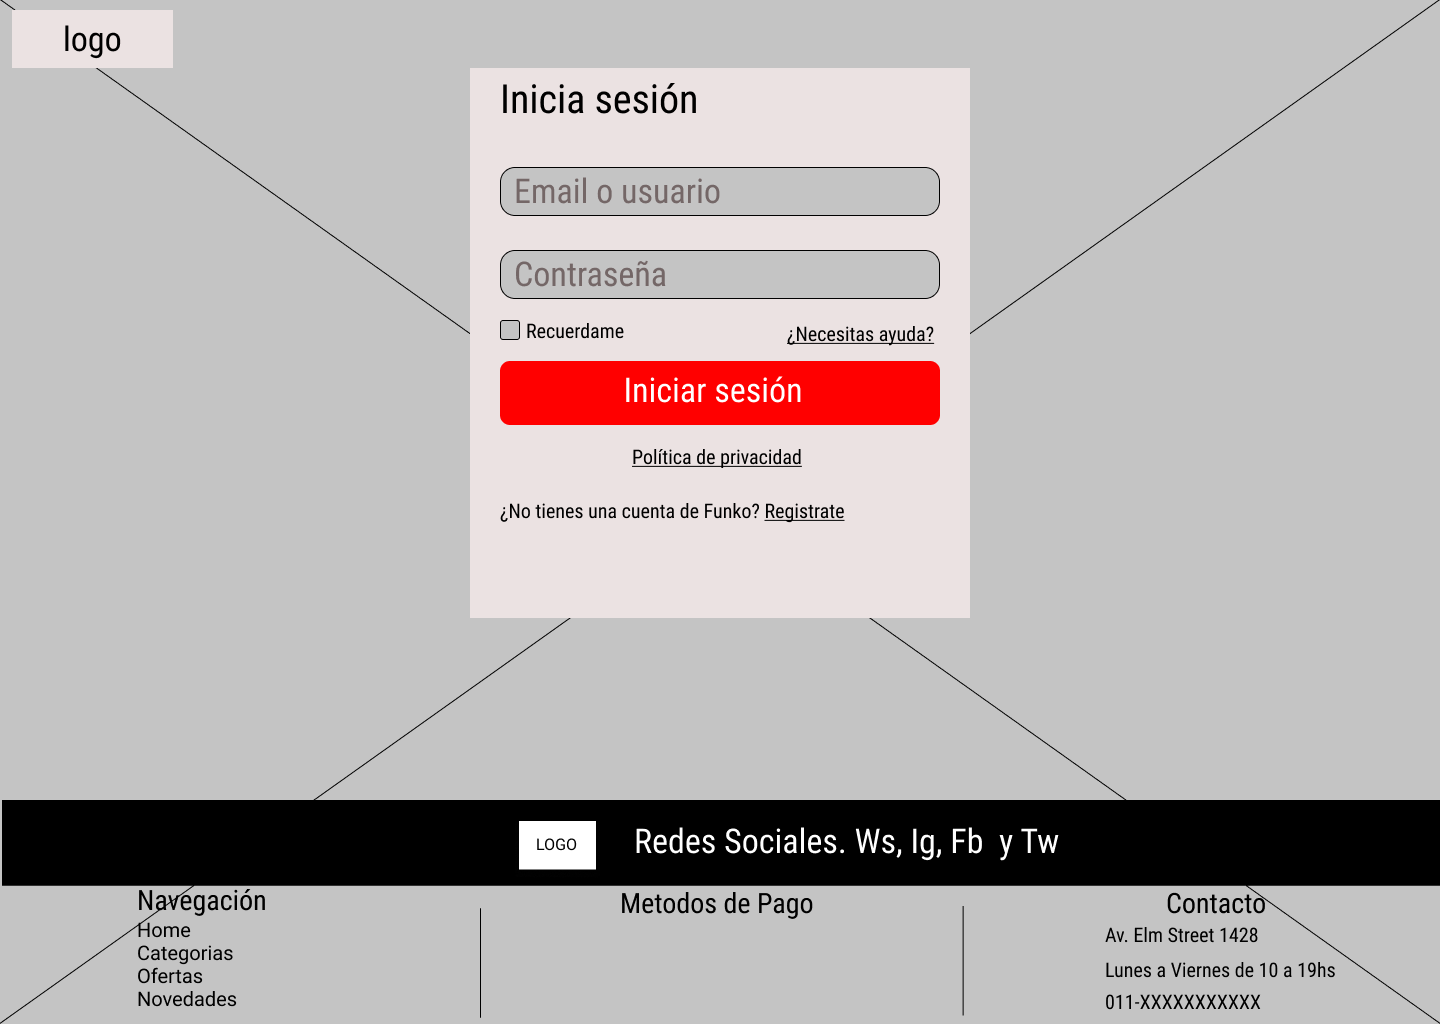 logo
Inicia sesión
Email o usuario
Contraseña
Recuerdame
¿Necesitas ayuda?
Iniciar sesión
Política de privacidad
¿No tienes una cuenta de Funko? Registrate
LOGO
Redes Sociales. Ws, Ig, Fb  y Tw
Navegación
Home
Categorias
Ofertas
Novedades
Metodos de Pago
Contacto
Av. Elm Street 1428
Lunes a Viernes de 10 a 19hs
011-XXXXXXXXXXX